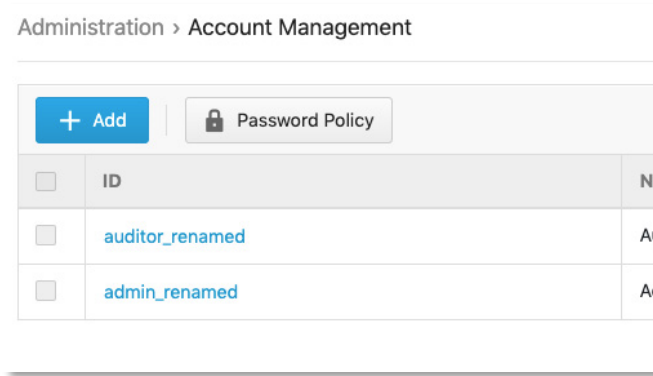 Administration › Account Management
+ Add
Password Policy
ID
auditor_renamed
admin_renamed